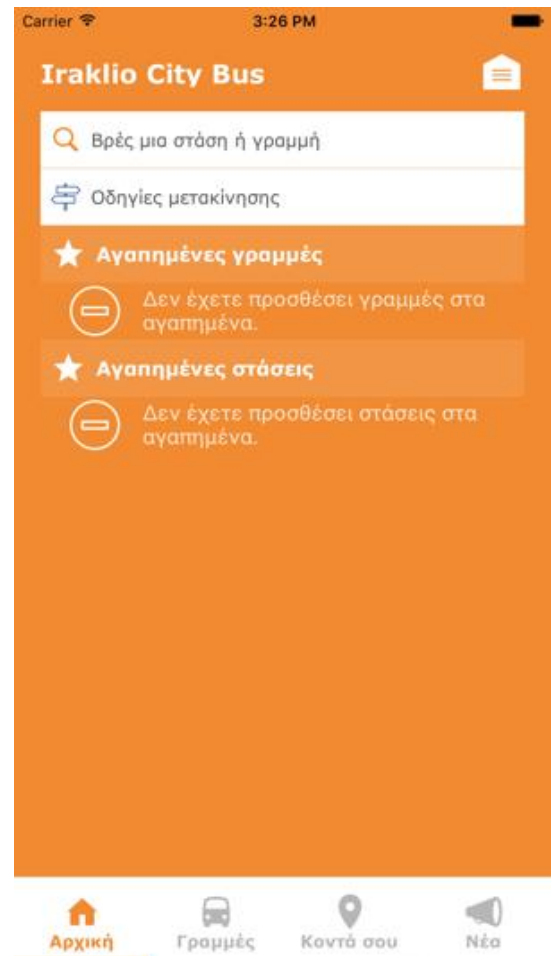 Carrier 3:26 PM
Iraklio City Bus
Βρές μια στάση ή γραμμή
Οδηγίες μετακίνησης
Αγαπημένες γραμμές
Δεν έχετε προσθέσει γραμμές στα
αγαπημένα.
Αγαπημένες στάσεις
Δεν έχετε προσθέσει στάσεις στα
αγαπημένα.
Αρχική Γραμμές Κοντά σου Νέα